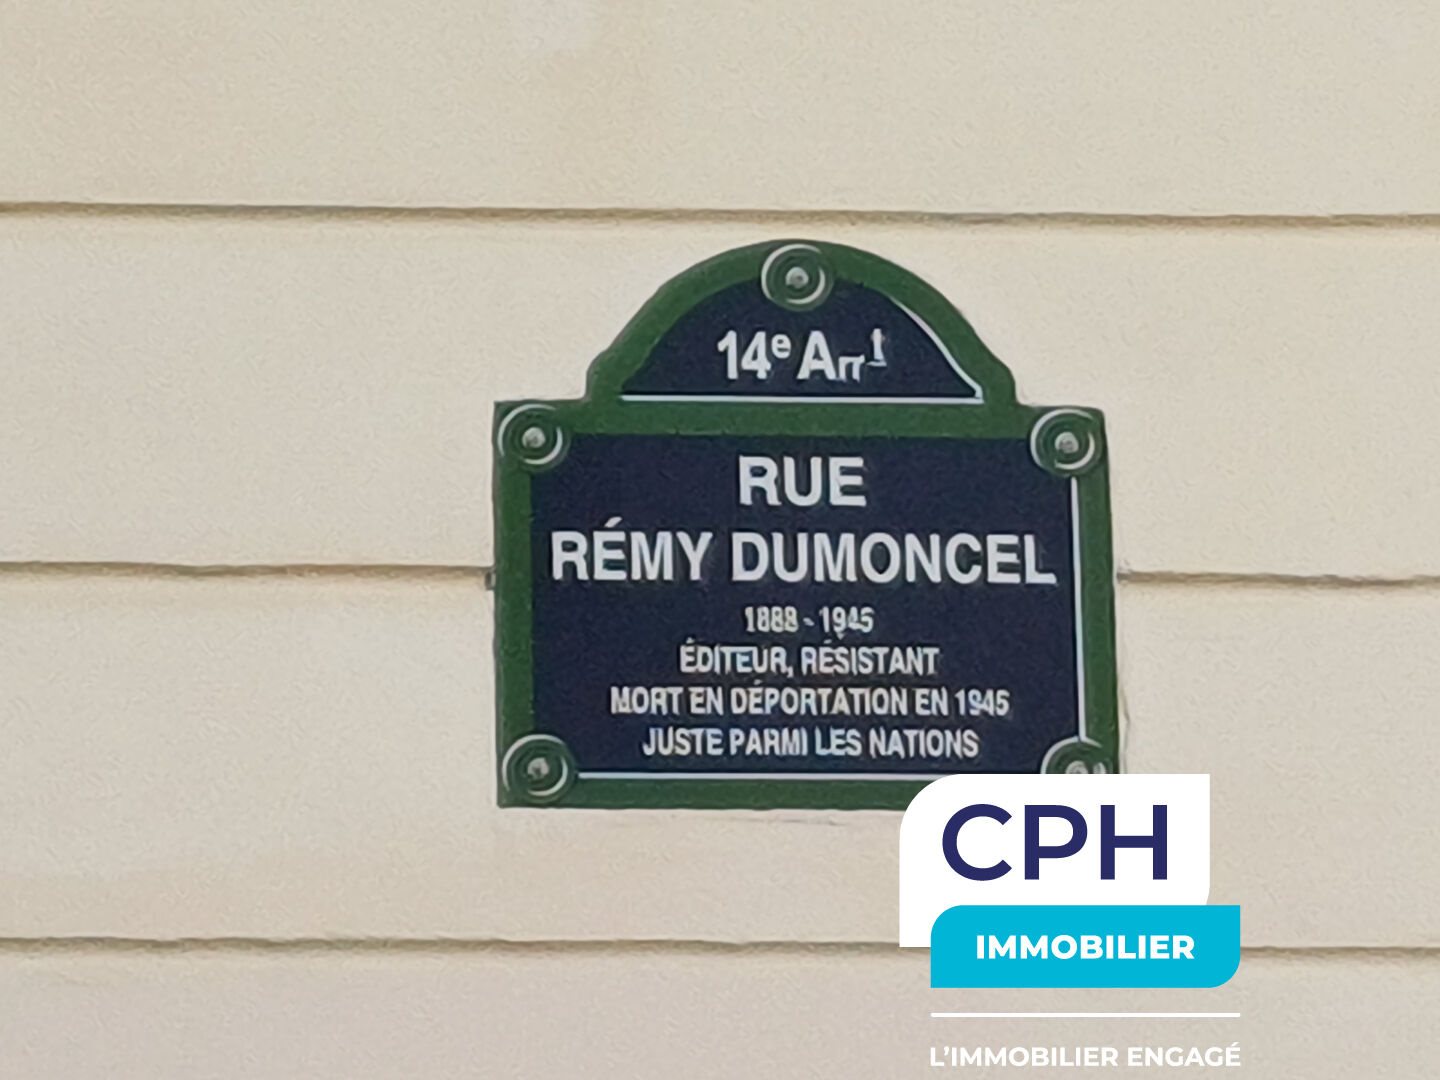 14e Arrt
RUE
RÉMY DUMONCEL
1888 - 1945
ÉDITEUR, RÉSISTANT
MORT EN DÉPORTATION EN 1945
JUSTE PARMI LES NATIONS
CPH
IMMOBILIER
L'IMMOBILIER ENGAGÉ